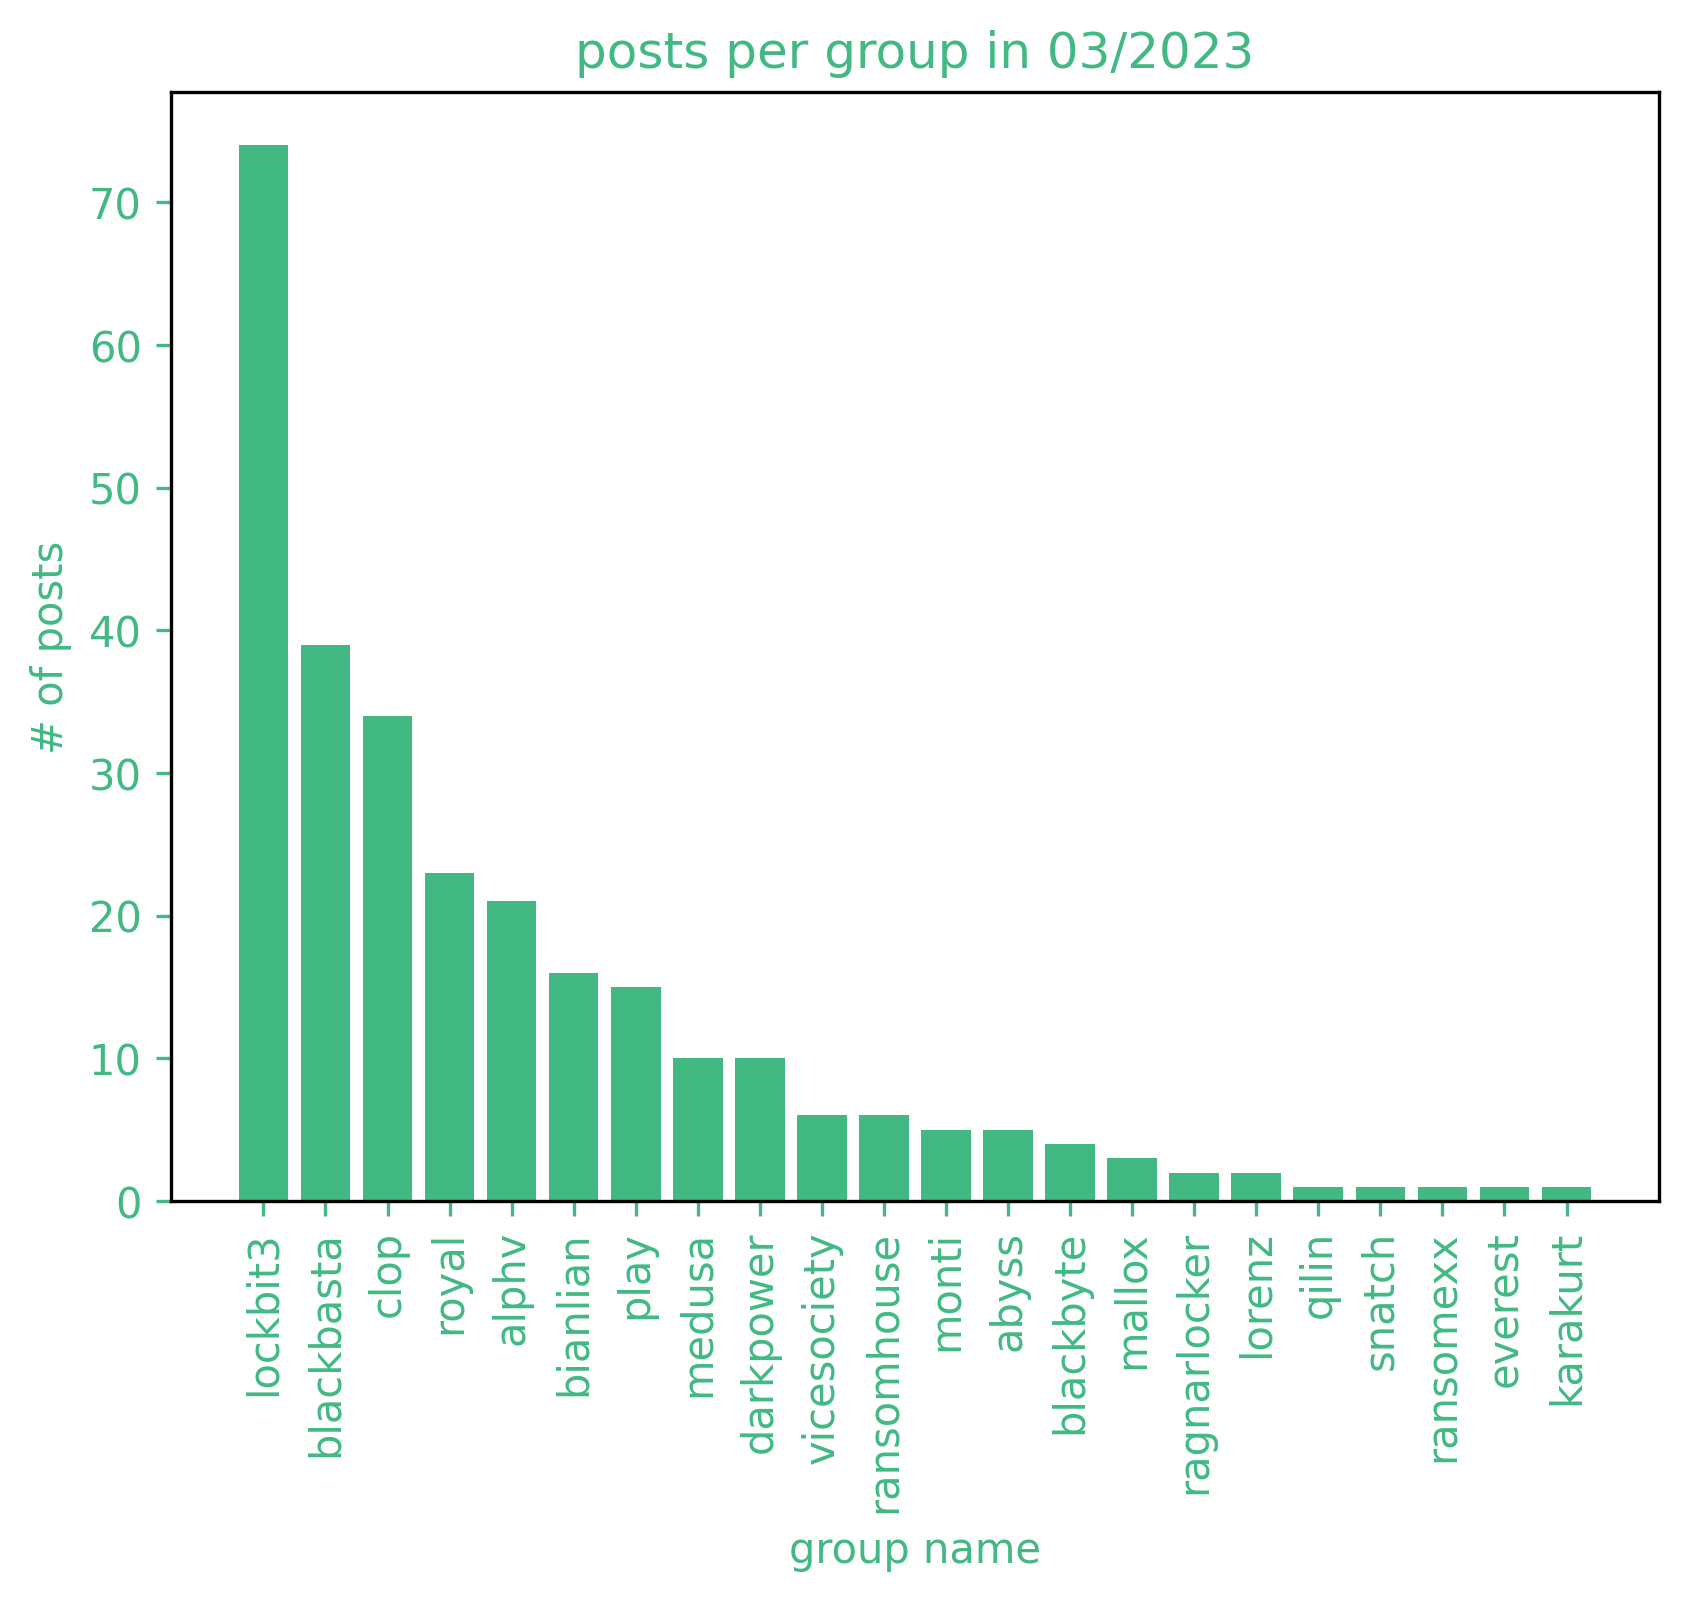 posts per group in 03/2023
# of posts
70
60
50
40
30
20
10
0
lockbit3
blackbasta
clop
royal
alphv
bianlian
play
medusa
darkpower
vicesociety
ransomhouse
monti
abyss
blackbyte
mallox
ragnarlocker
lorenz
qilin
snatch
ransomexx
everest
karakurt
group name